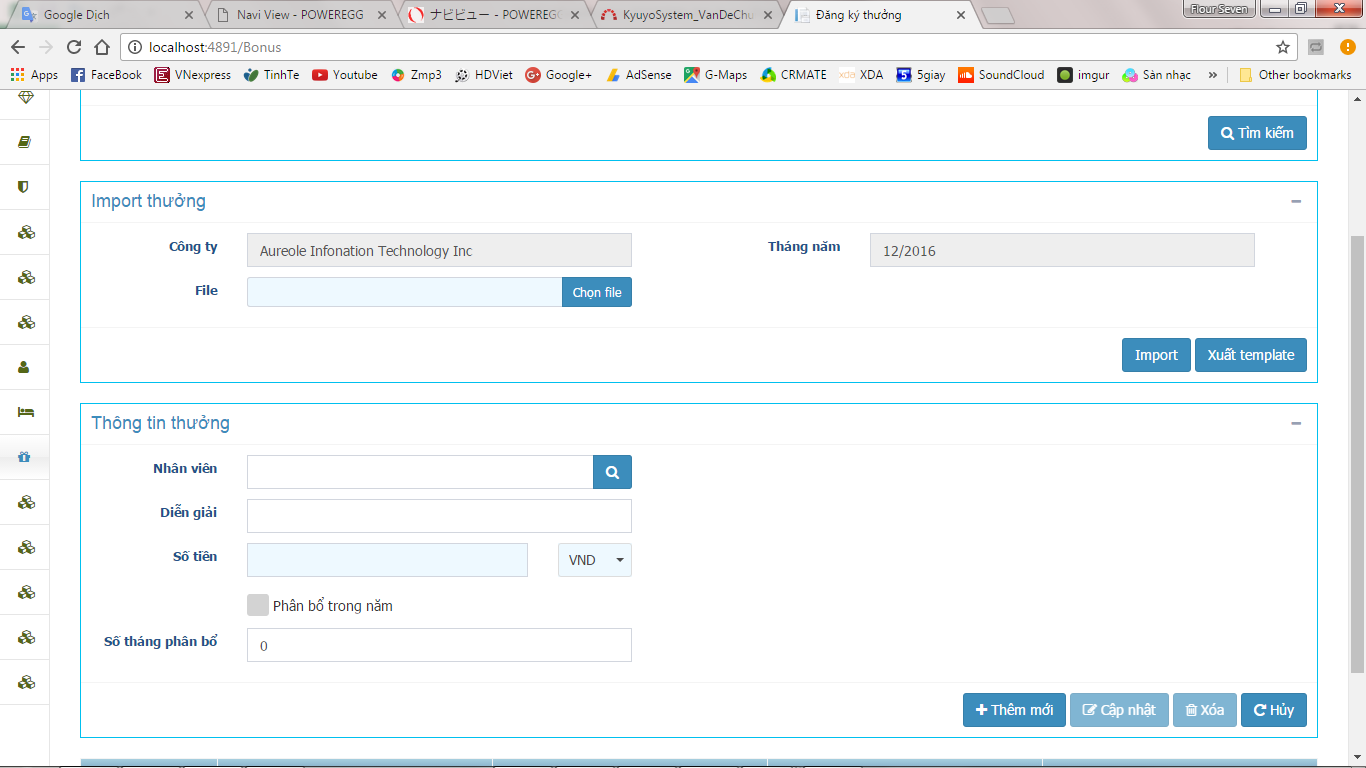 Google Dịch
Navi View - POWEREGG
ナビビュー - POWEREGG
KyuyoSystem_VanDeChu
Đăng ký thưởng
Flour Seven
localhost:4891/Bonus
Apps FaceBook VNexpress TinhTe Youtube Zmp3 HDViet Google+ AdSense G-Maps CRMATE XDA 5giay SoundCloud imgur Sàn nhạc » Other bookmarks
Tìm kiếm
Import thưởng
Công ty Aureole Infonation Technology Inc Tháng năm 12/2016
File Chọn file
Import Xuất template
Thông tin thưởng
Nhân viên
Diễn giải
Số tiền VND
Phân bổ trong năm
Số tháng phân bổ 0
Thêm mới Cập nhật Xóa Hủy